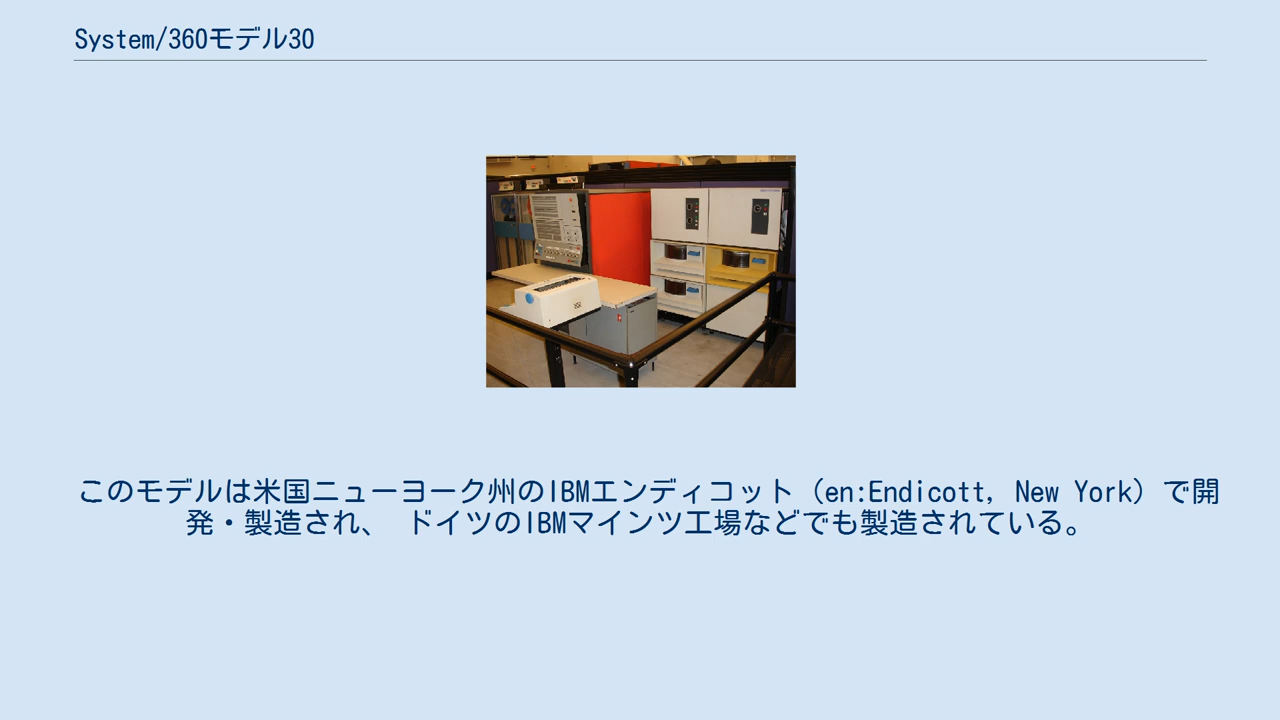 System/360モデル30
このモデルは米国ニューヨーク州のIBMエンディコット（en:Endicott, New York）で開
発・製造され、 ドイツのIBMマインツ工場などでも製造されている。